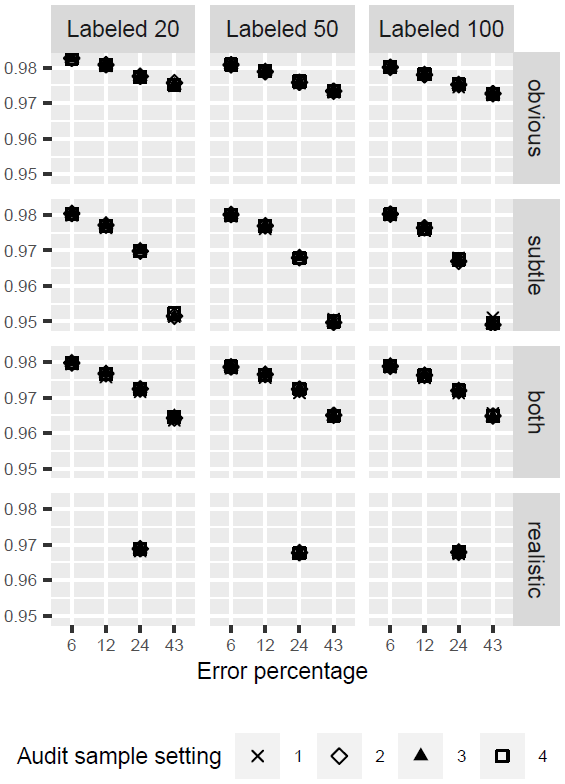 Labeled 20 Labeled 50 Labeled 100
0.98
0.97
0.96
0.95
obvious
0.98
0.97
0.96
0.95
subtle
0.98
0.97
0.96
0.95
both
0.98
0.97
0.96
0.95
realistic
6 12 24 43 6 12 24 43 6 12 24 43
Error percentage
Audit sample setting 1 2 3 4